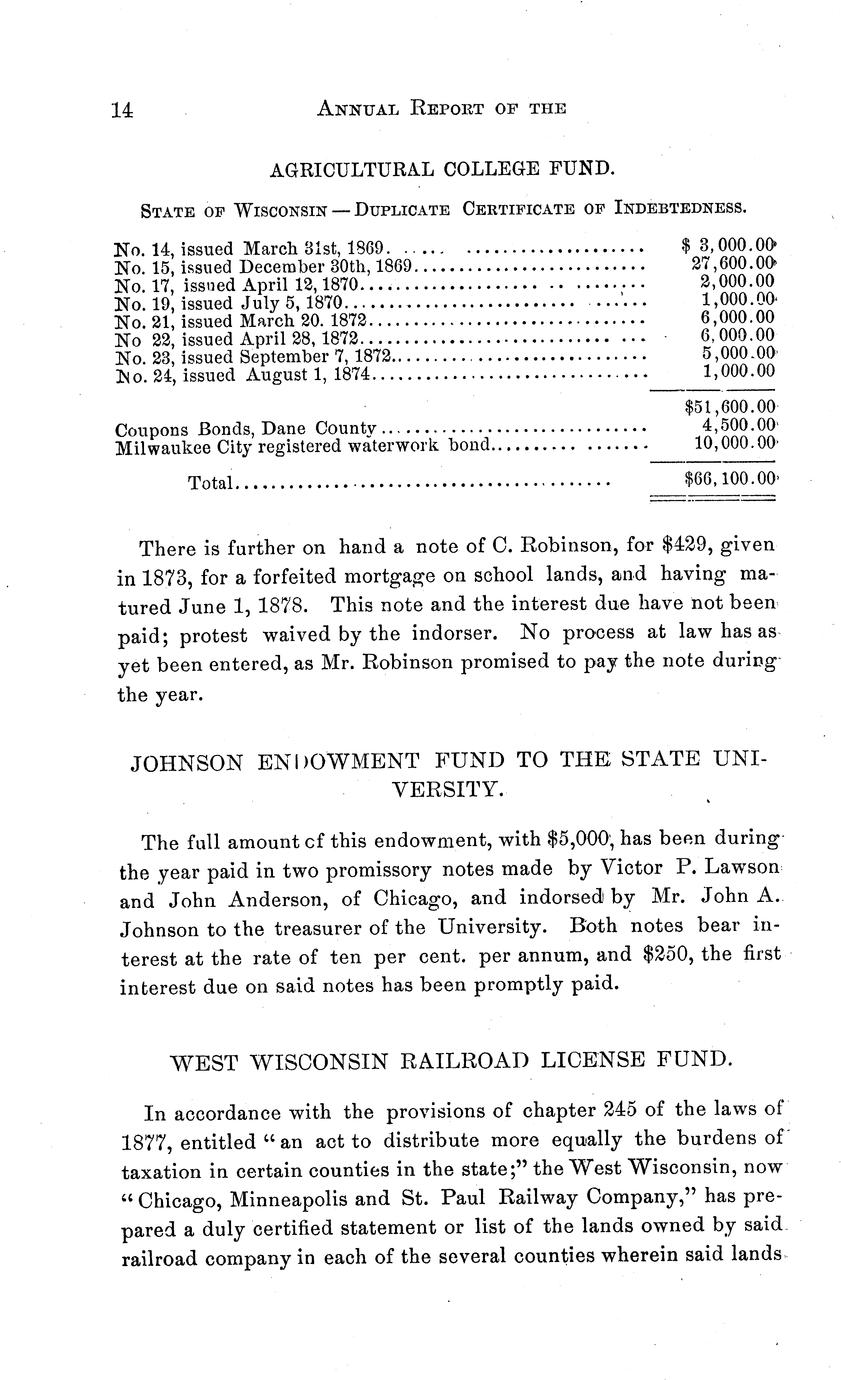 14 ANNUAL REPORT OF THE
AGRICULTURAL COLLEGE FUND.
STATE OF WISCONSIN — DUPLICATE CERTIFICATE OF INDEBTEDNESS.
No. 14, issued March 31st, 1869. . . . . . . . . . . . . . . . . . . . . . . . . $ 3,000.00
No. 15, issued December 30th, 1869.......................... 27,600.00
No. 17, issued April 12, 1870....................... .. ........ 2,000.00
No. 19, issued July 5, 1870.......................... ...... 1,000.00
No. 21, issued March 20. 1872............................... 6,000.00
No 22, issued April 28, 1872............................ ... 6,000.00
No. 23, issued September 7, 1872............................. 5,000.00
No. 24, issued August 1, 1874............................... 1,000.00
$51,600.00
Coupons Bonds, Dane County.............................. 4,500.00
Milwaukee City registered waterwork bond.......... ....... 10,000.00
Total.......................................... $66,100.00
There is further on hand a note of C. Robinson, for $429, given
in 1873, for a forfeited mortgage on school lands, and having ma-
tured June 1, 1878. This note and the interest due have not been
paid; protest waived by the indorser. No process at law has as
yet been entered, as Mr. Robinson promised to pay the note during
the year.
JOHNSON ENDOWMENT FUND TO THE STATE UNI-
VERSITY.
The full amount of this endowment, with $5,000, has been during
the year paid in two promissory notes made by Victor P. Lawson
and John Anderson, of Chicago, and indorsed by Mr. John A.
Johnson to the treasurer of the University. Both notes bear in-
terest at the rate of ten per cent. per annum, and $250, the first
interest due on said notes has been promptly paid.
WEST WISCONSIN RAILROAD LICENSE FUND.
In accordance with the provisions of chapter 245 of the laws of
1877, entitled “an act to distribute more equally the burdens of
taxation in certain counties in the state;” the West Wisconsin, now
“Chicago, Minneapolis and St. Paul Railway Company,” has pre-
pared a duly certified statement or list of the lands owned by said
railroad company in each of the several counties wherein said lands